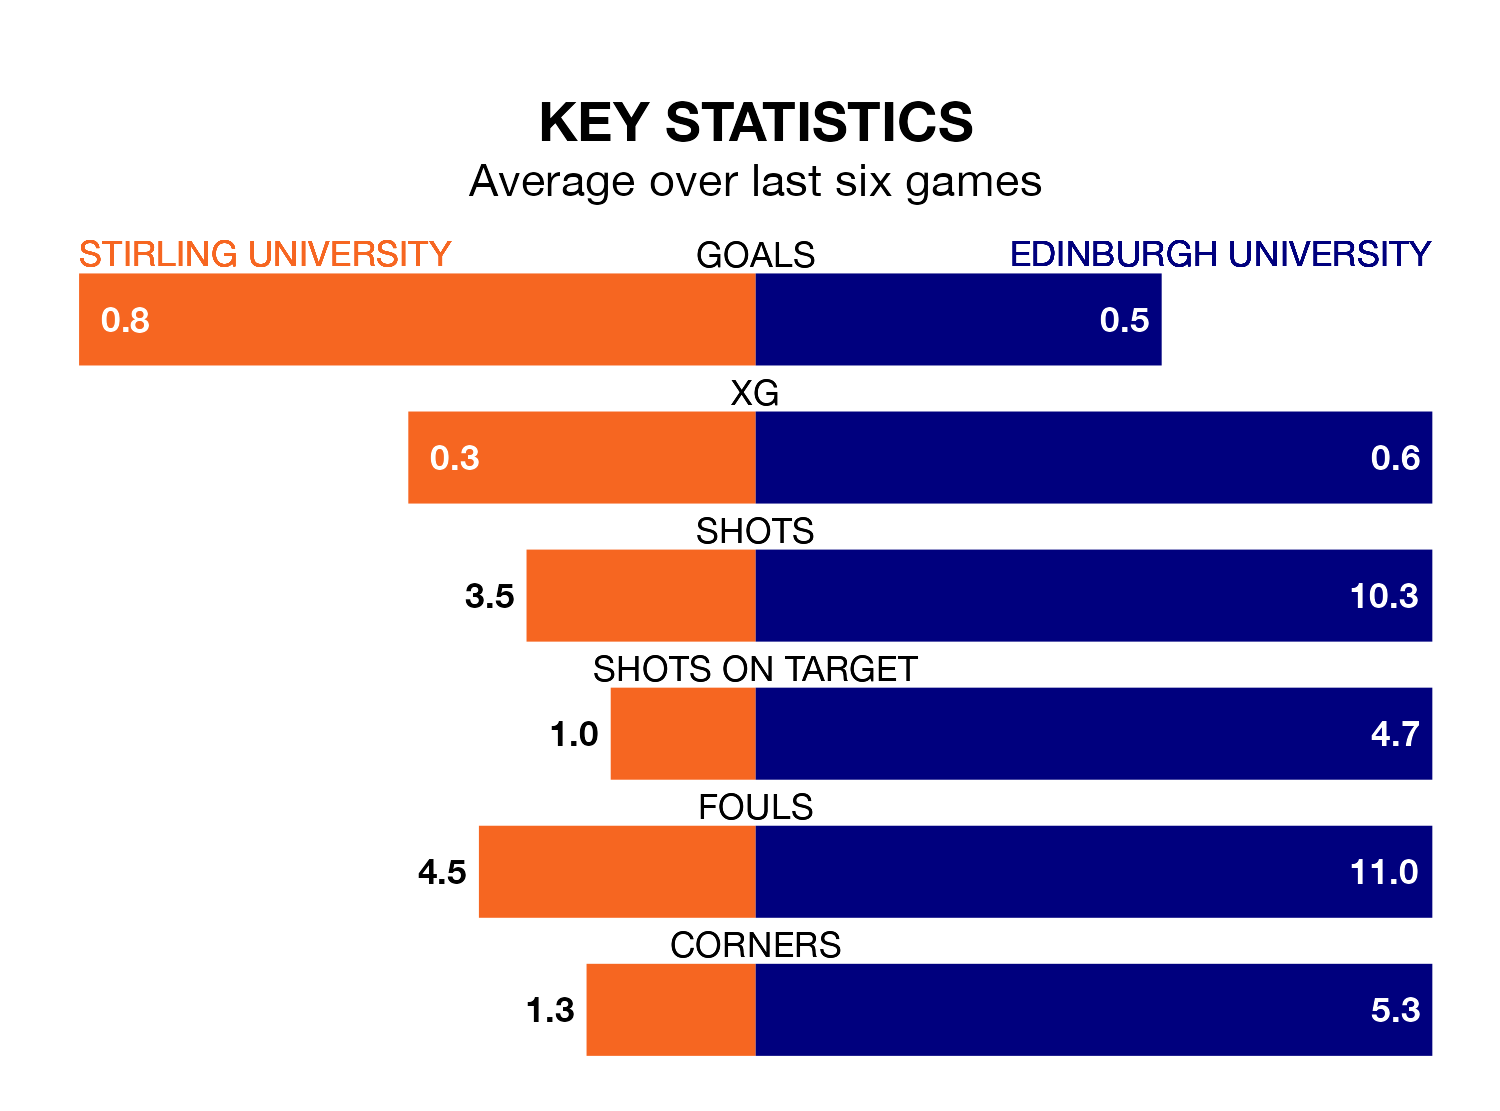 KEY STATISTICS
Average over last six games
STIRLING UNIVERSITY GOALS EDINBURGH UNIVERSITY
0.8 0.5
XG
0.3 0.6
SHOTS
3.5 10.3
SHOTS ON TARGET
1.0 4.7
FOULS
4.5 11.0
CORNERS
1.3 5.3